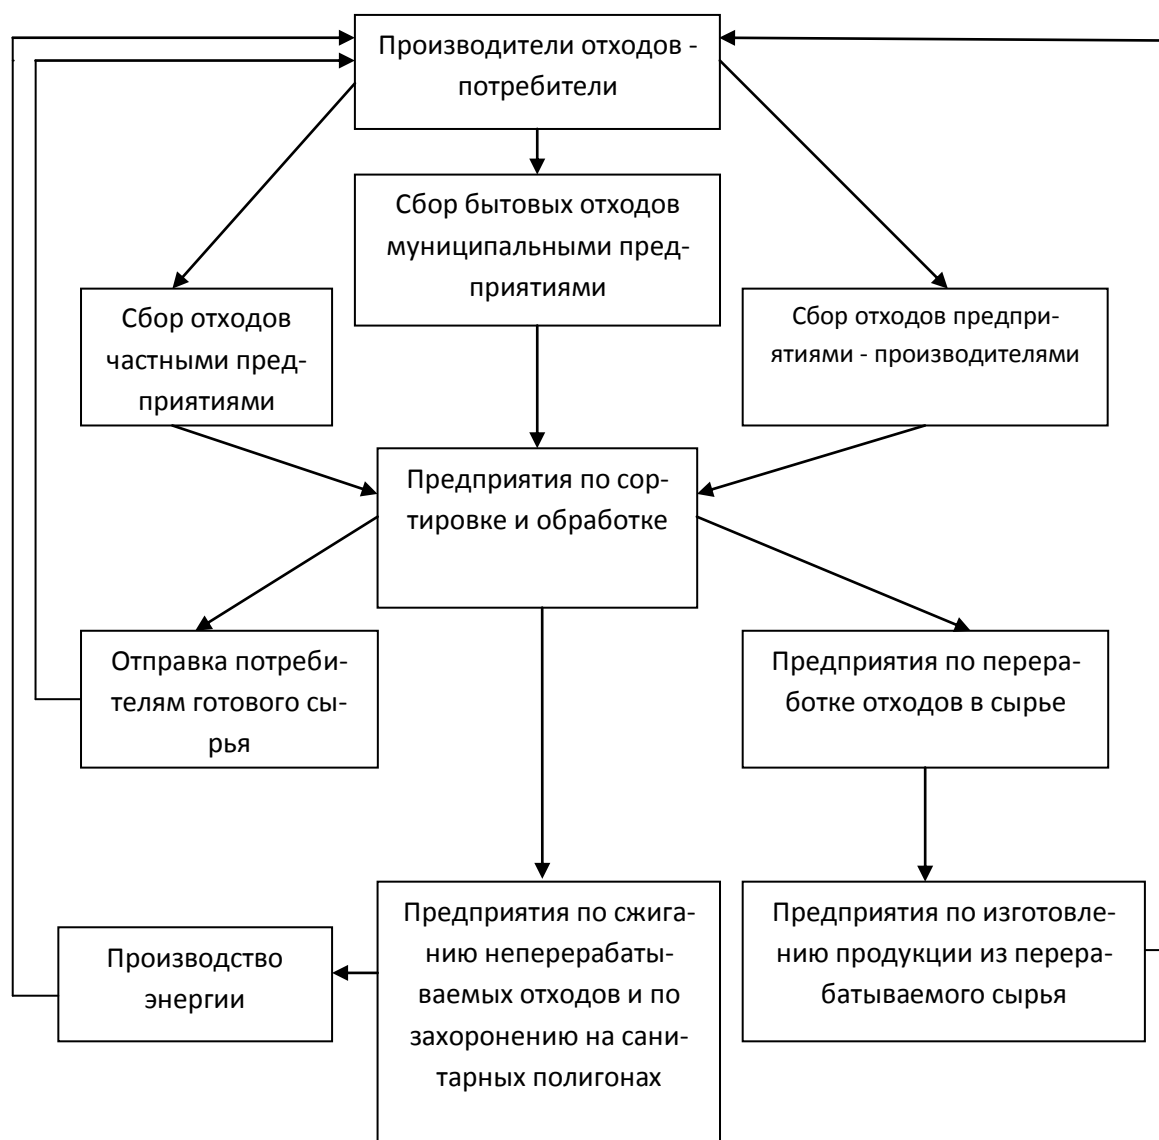 Производители отходов -
потребители
Сбор бытовых отходов
муниципальными пред-
приятиями
Сбор отходов
частными пред-
приятиями
Сбор отходов предпри-
ятиями - производителями
Предприятия по сор-
тировке и обработке
Отправка потреби-
телям готового сы-
рья
Предприятия по перера-
ботке отходов в сырье
Производство
энергии
Предприятия по сжига-
нию неперерабаты-
ваемых отходов и по
захоронению на сани-
тарных полигонах
Предприятия по изготовле-
нию продукции из перера-
батываемого сырья